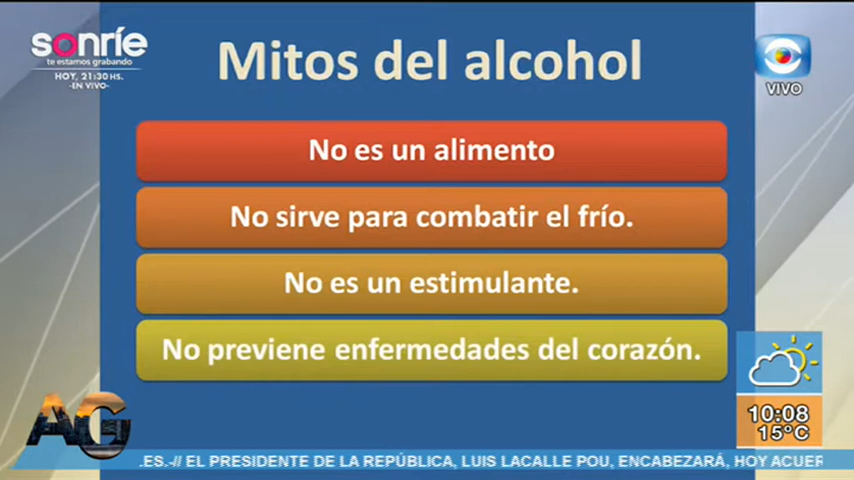 sonríe
te estamos grabando
HOY, 21:30 HS.
-EN VIVO-
Mitos del alcohol
VIVO
No es un alimento
No sirve para combatir el frío.
No es un estimulante.
No previene enfermedades del corazón.
10:08
15°C
AG
.ES.-// EL PRESIDENTE DE LA REPÚBLICA, LUIS LACALLE POU, ENCABEZARÁ, HOY ACUER